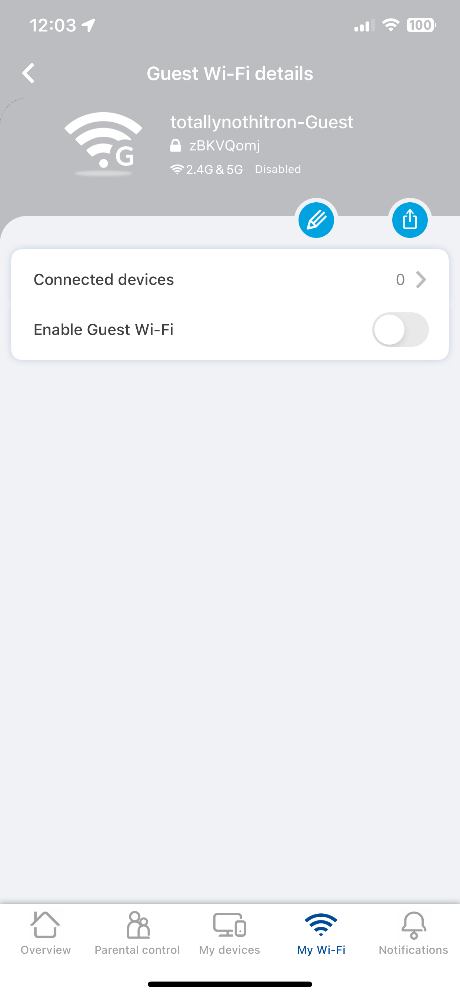 12:03
100
Guest Wi-Fi details
totallynothitron-Guest
zBKVQomj
G
2.4G & 5G Disabled
Connected devices 0
Enable Guest Wi-Fi
Overview Parental control My devices My Wi-Fi Notifications